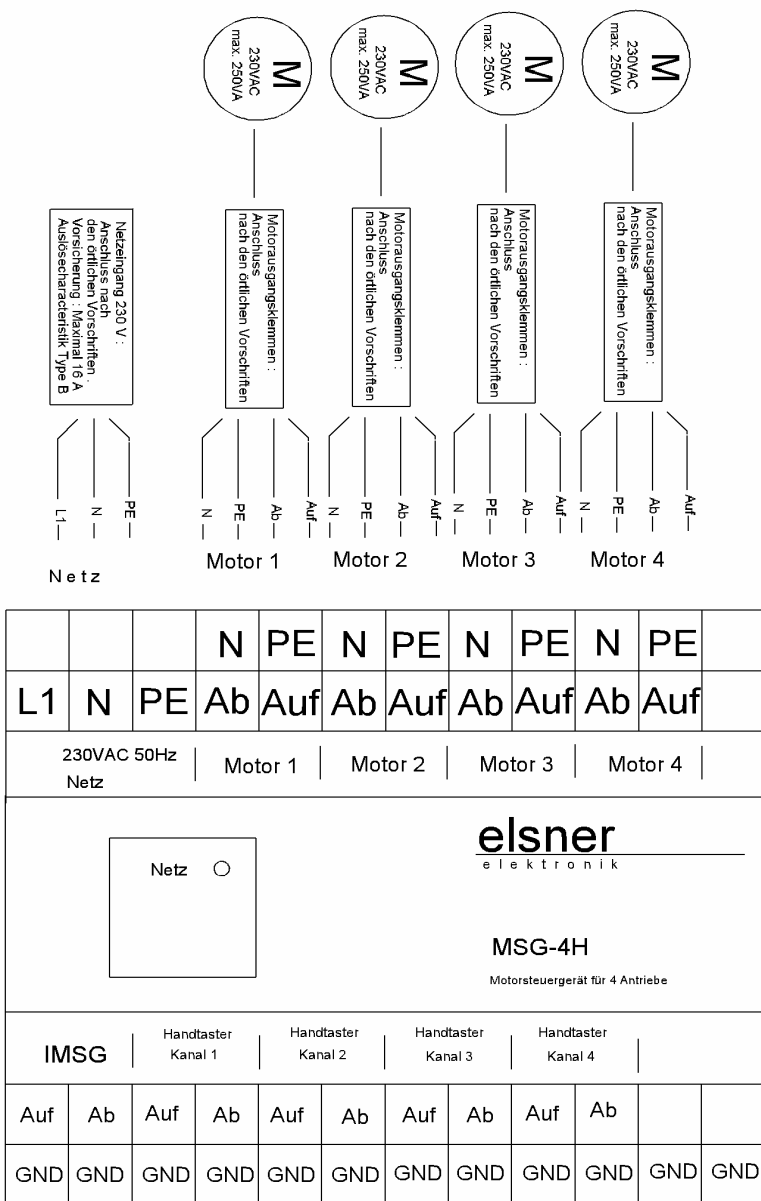 M
230VAC
max. 250VA
M
230VAC
max. 250VA
M
230VAC
max. 250VA
M
230VAC
max. 250VA
Netzeingang 230 V :
Anschluss nach
den örtlichen Vorschriften .
Vorsicherung : Maximal 16 A
Auslösecharacteristik Type B
Motorausgangsklemmen :
Anschluss
nach den örtlichen Vorschriften
Motorausgangsklemmen :
Anschluss
nach den örtlichen Vorschriften
Motorausgangsklemmen :
Anschluss
nach den örtlichen Vorschriften
Motorausgangsklemmen :
Anschluss
nach den örtlichen Vorschriften
L1 N PE
N PE Ab Auf
N PE Ab Auf
N PE Ab Auf
N PE Ab Auf
Netz
Motor 1
Motor 2
Motor 3
Motor 4
N PE N PE N PE N PE
L1 N PE Ab Auf Ab Auf Ab Auf Ab Auf
230VAC 50Hz
Netz
Motor 1
Motor 2
Motor 3
Motor 4
Netz
elsner
elektronik
MSG-4H
Motorsteuergerät für 4 Antriebe
IMSG
Handtaster
Kanal 1
Handtaster
Kanal 2
Handtaster
Kanal 3
Handtaster
Kanal 4
Auf Ab Auf Ab Auf Ab Auf Ab Auf Ab
GND GND GND GND GND GND GND GND GND GND GND GND